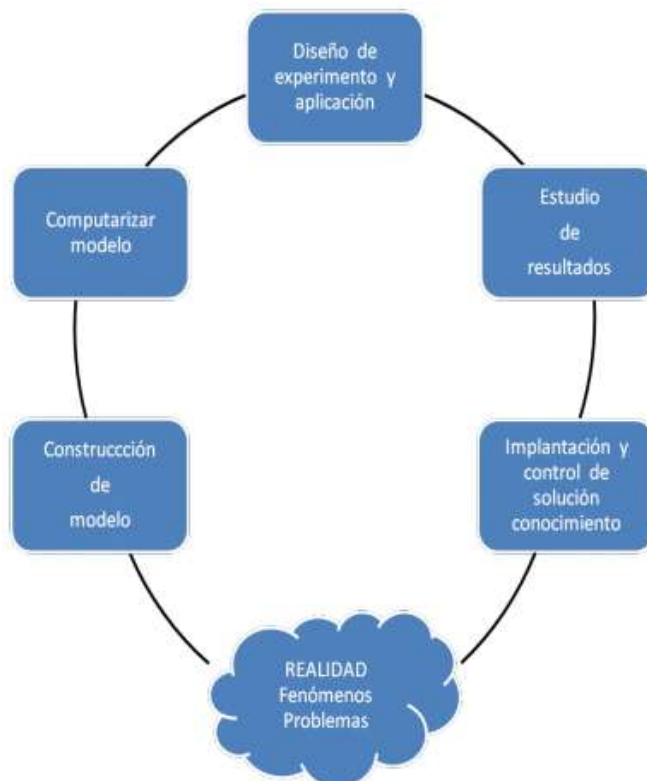 Diseño de
experimento y
aplicación
Computarizar
modelo
Estudio
de
resultados
Construccción
de
modelo
Implantación y
control de
solución
conocimiento
REALIDAD
Fenómenos
Problemas